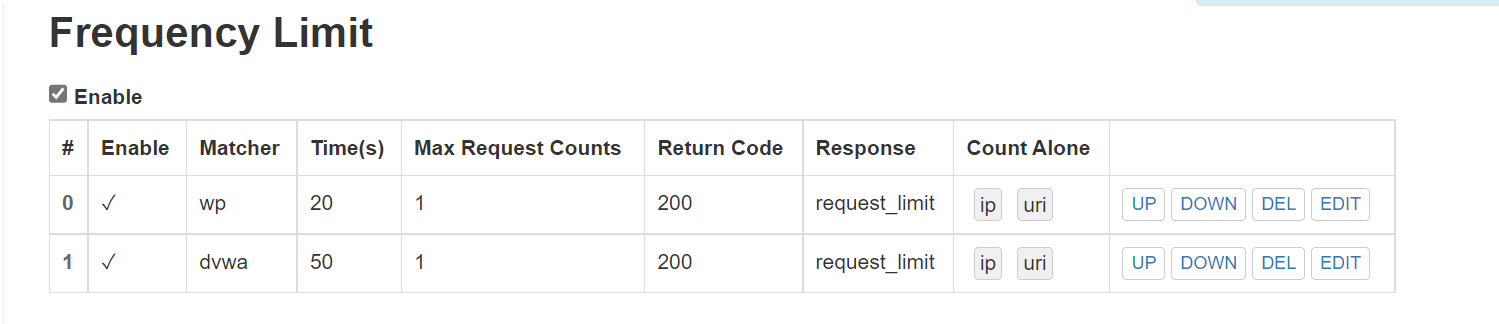 Frequency Limit
Enable
# Enable Matcher Time(s) Max Request Counts Return Code Response Count Alone
0 ✓ wp 20 1 200 request_limit ip uri UP DOWN DEL EDIT
1 ✓ dvwa 50 1 200 request_limit ip uri UP DOWN DEL EDIT